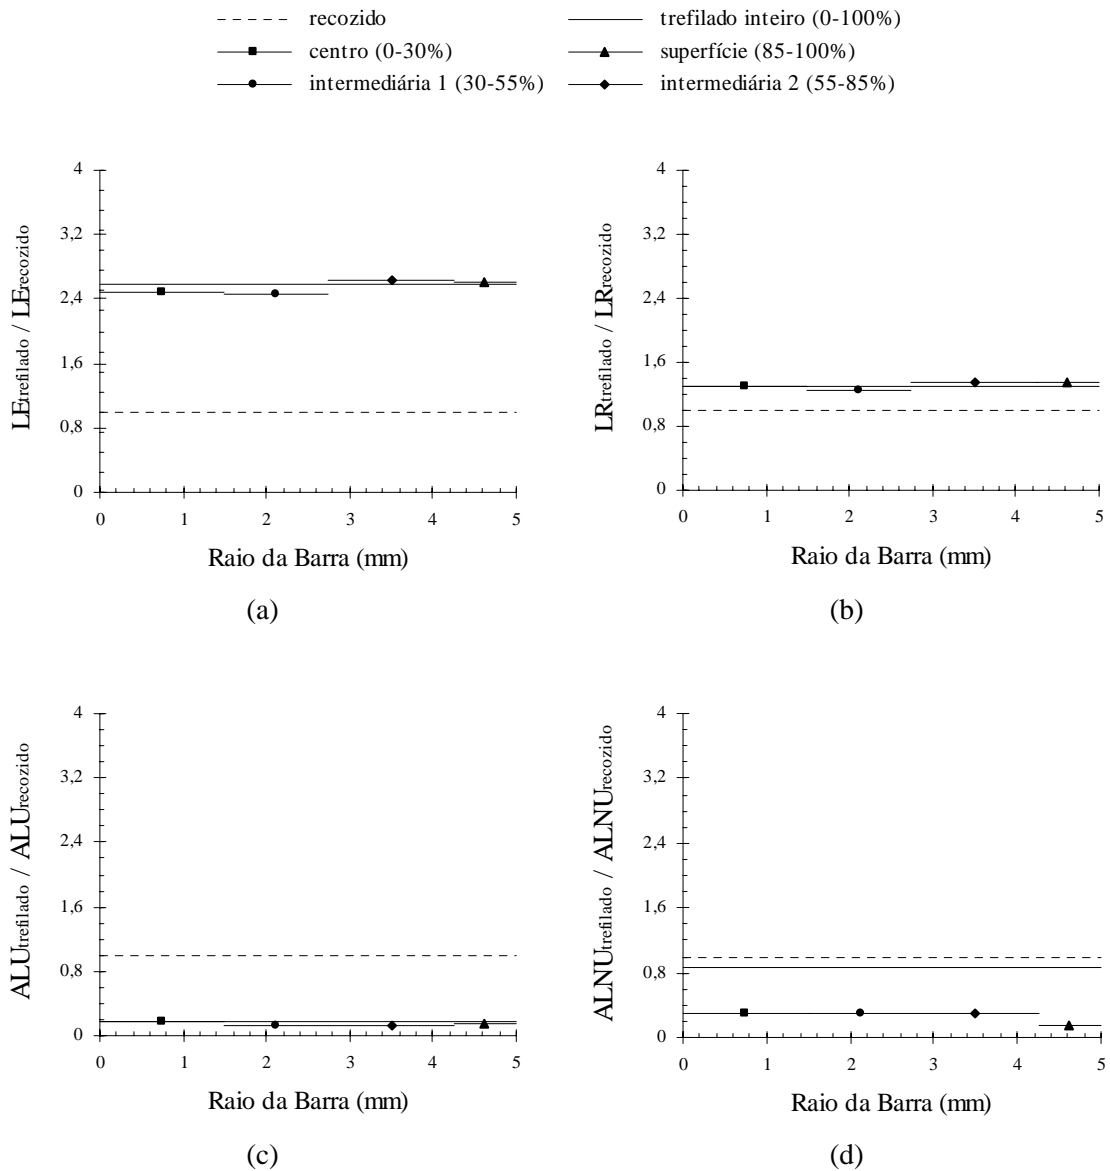 recozido
trefilado inteiro (0-100%)
centro (0-30%)
superfície (85-100%)
intermediária 1 (30-55%)
intermediária 2 (55-85%)
4
3,2
2,4
1,6
0,8
0
LEtrefilado / LErecozido
0 1 2 3 4 5
Raio da Barra (mm)
(a)
4
3,2
2,4
1,6
0,8
0
LRtrefilado / LRrecozido
0 1 2 3 4 5
Raio da Barra (mm)
(b)
4
3,2
2,4
1,6
0,8
0
ALUtrefilado / ALUrecozido
0 1 2 3 4 5
Raio da Barra (mm)
(c)
4
3,2
2,4
1,6
0,8
0
ALNUtrefilado / ALNUrecozido
0 1 2 3 4 5
Raio da Barra (mm)
(d)